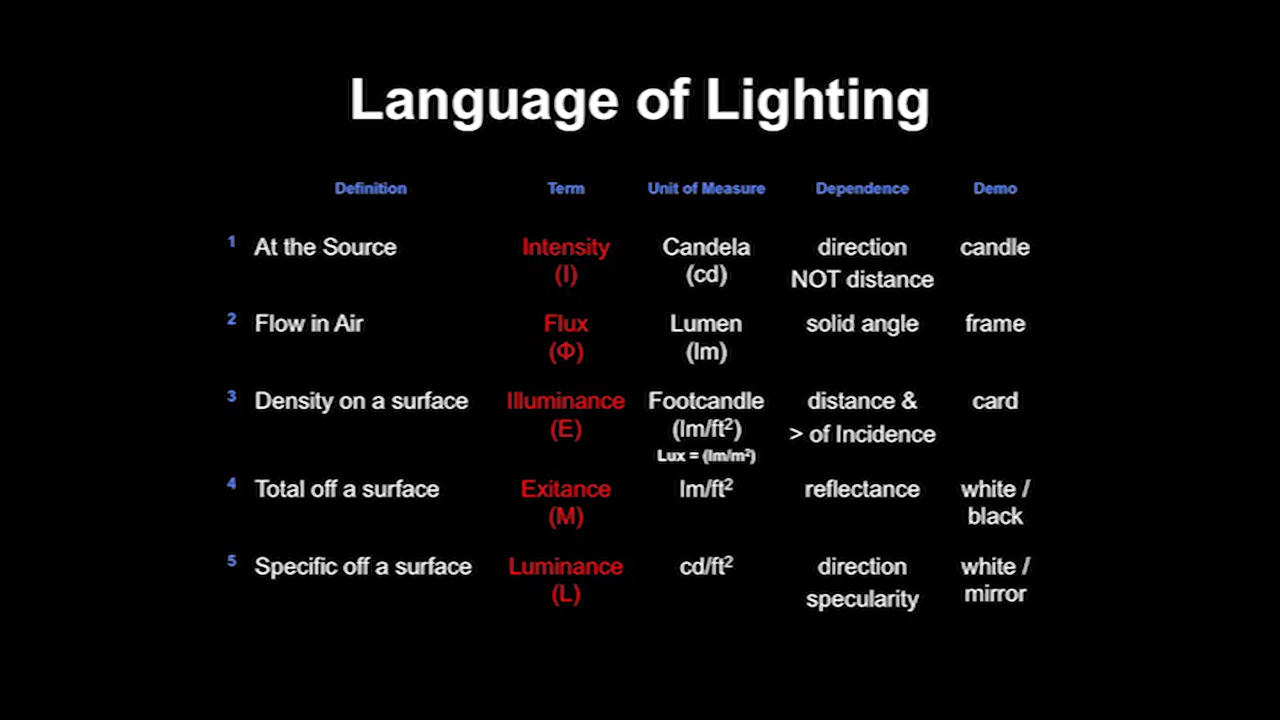 Language of Lighting
Definition Term Unit of Measure Dependence Demo
1 At the Source Intensity Candela direction candle
(I) (cd) NOT distance
2 Flow in Air Flux Lumen solid angle frame
(Φ) (lm)
3 Density on a surface Illuminance Footcandle distance & card
(E) (lm/ft²) > of Incidence
Lux = (lm/m²)
4 Total off a surface Exitance lm/ft² reflectance white /
(M) black
5 Specific off a surface Luminance cd/ft² direction white /
(L) specularity mirror